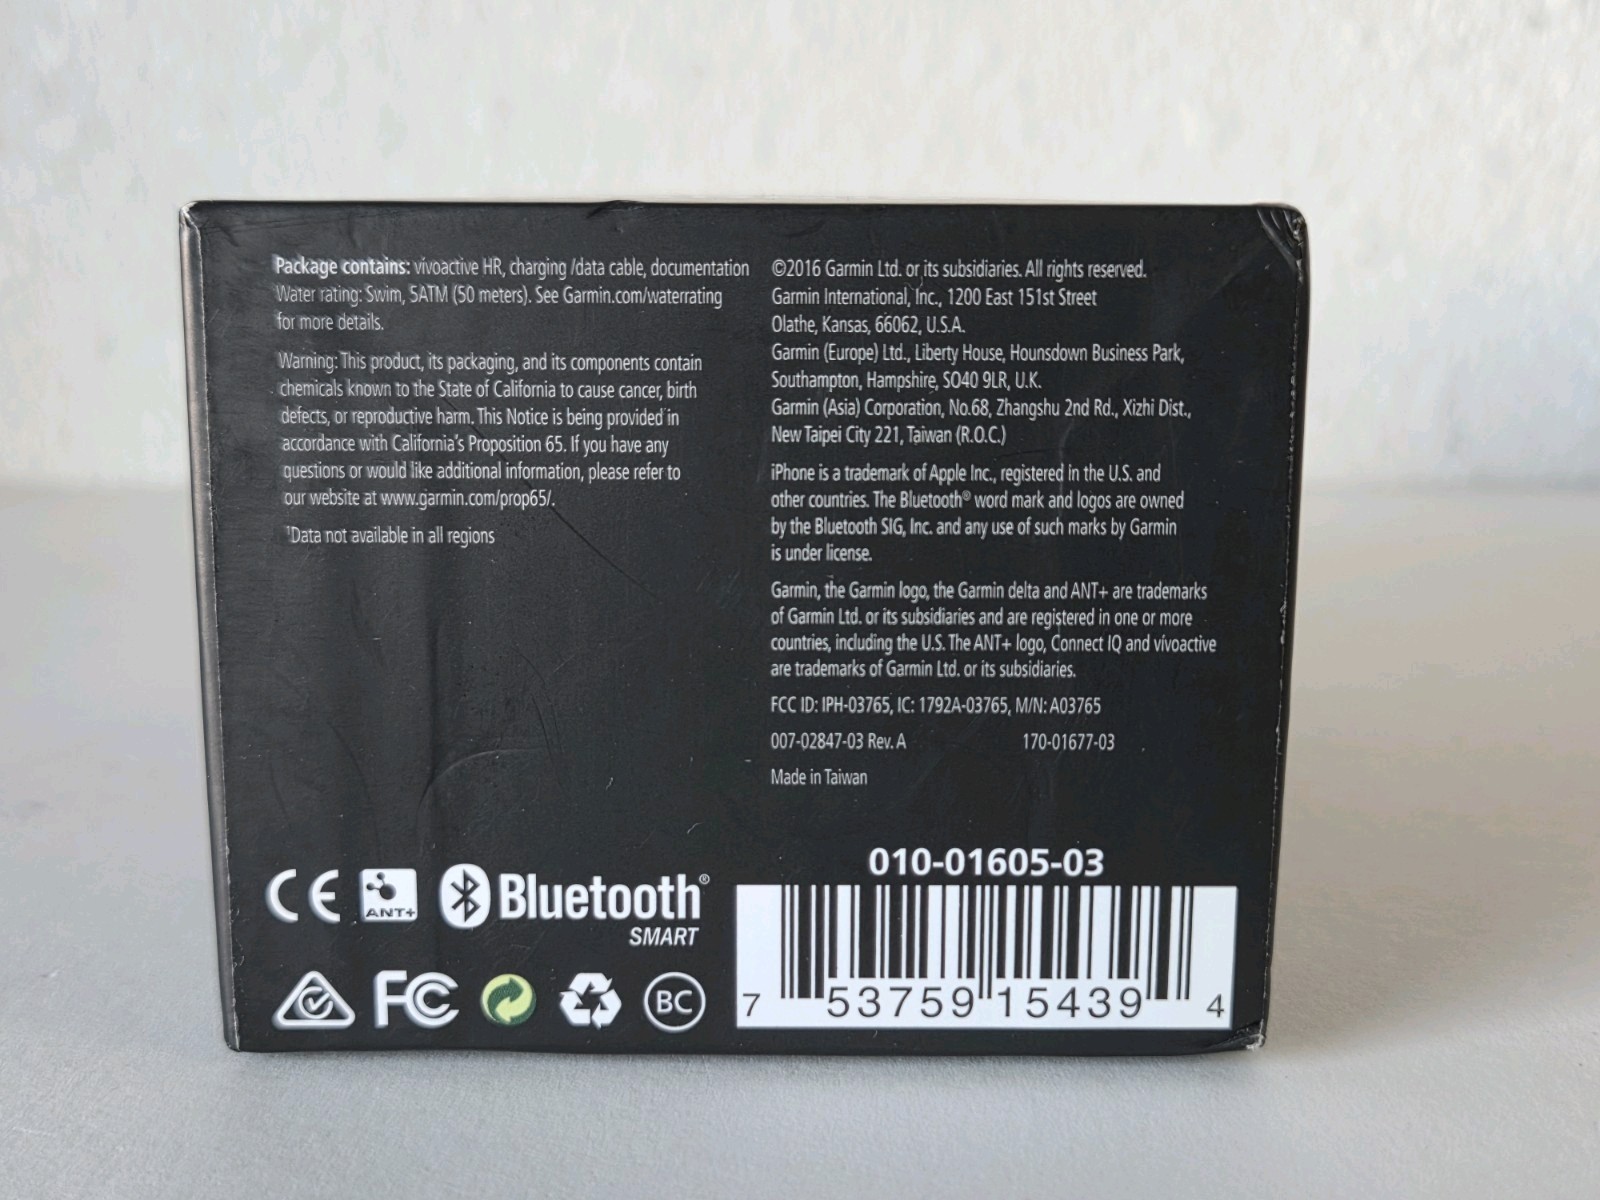 Package contains: vívoactive HR, charging /data cable, documentation
Water rating: Swim, 5ATM (50 meters). See Garmin.com/waterrating
for more details.
Warning: This product, its packaging, and its components contain
chemicals known to the State of California to cause cancer, birth
defects, or reproductive harm. This Notice is being provided in
accordance with California's Proposition 65. If you have any
questions or would like additional information, please refer to
our website at www.garmin.com/prop65/.
¹Data not available in all regions
©2016 Garmin Ltd. or its subsidiaries. All rights reserved.
Garmin International, Inc., 1200 East 151st Street
Olathe, Kansas, 66062, U.S.A.
Garmin (Europe) Ltd., Liberty House, Hounsdown Business Park,
Southampton, Hampshire, SO40 9LR, U.K.
Garmin (Asia) Corporation, No.68, Zhangshu 2nd Rd., Xizhi Dist.,
New Taipei City 221, Taiwan (R.O.C.)
iPhone is a trademark of Apple Inc., registered in the U.S. and
other countries. The Bluetooth® word mark and logos are owned
by the Bluetooth SIG, Inc. and any use of such marks by Garmin
is under license.
Garmin, the Garmin logo, the Garmin delta and ANT+ are trademarks
of Garmin Ltd. or its subsidiaries and are registered in one or more
countries, including the U.S. The ANT+ logo, Connect IQ and vívoactive
are trademarks of Garmin Ltd. or its subsidiaries.
FCC ID: IPH-03765, IC: 1792A-03765, M/N: A03765
007-02847-03 Rev. A 170-01677-03
Made in Taiwan
CE ANT+ Bluetooth®
SMART
FC BC
010-01605-03
7 53759 15439 4